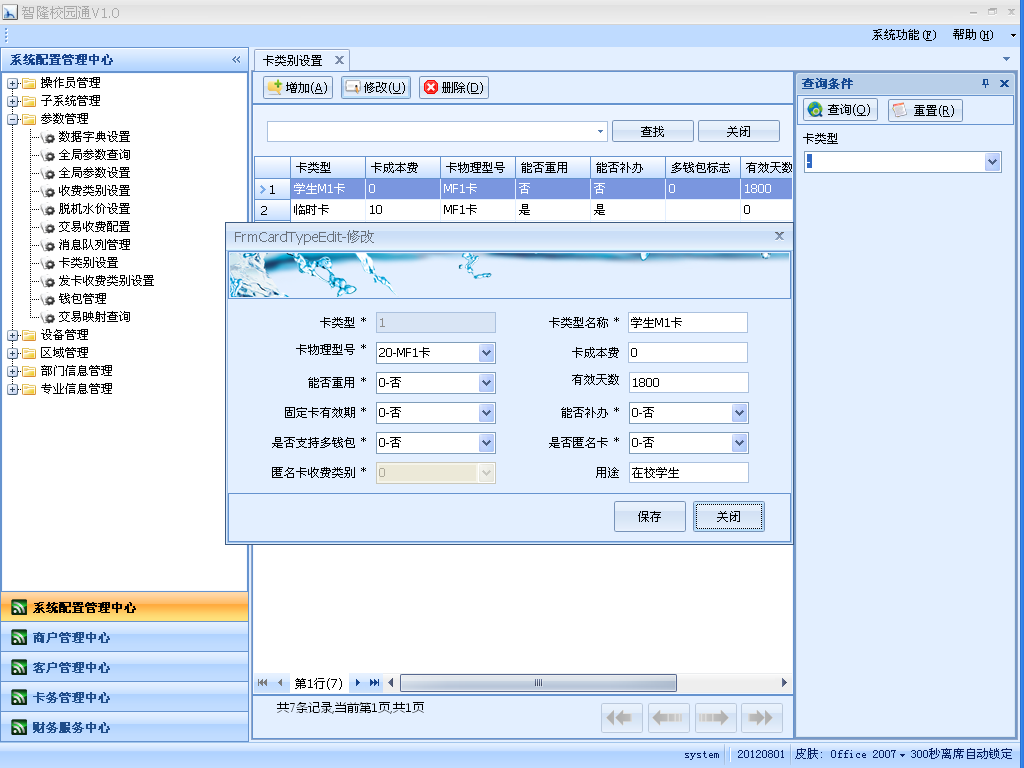 智隆校园通V1.0
系统功能(F) 帮助(H)
系统配置管理中心
操作员管理
子系统管理
参数管理
数据字典设置
全局参数查询
全局参数设置
收费类别设置
脱机水价设置
交易收费配置
消息队列管理
卡类别设置
发卡收费类别设置
钱包管理
交易映射查询
设备管理
区域管理
部门信息管理
专业信息管理
系统配置管理中心
商户管理中心
客户管理中心
卡务管理中心
财务服务中心
卡类别设置
增加(A) 修改(U) 删除(D)
查找 关闭
卡类型 卡成本费 卡物理型号 能否重用 能否补办 多钱包标志 有效天数
1 学生M1卡 0 MF1卡 否 否 0 1800
2 临时卡 10 MF1卡 是 是 0
FrmCardTypeEdit-修改
卡类型 * 1 卡类型名称 * 学生M1卡
卡物理型号 * 20-MF1卡 卡成本费 0
能否重用 * 0-否 有效天数 1800
固定卡有效期 * 0-否 能否补办 * 0-否
是否支持多钱包 * 0-否 是否匿名卡 * 0-否
匿名卡收费类别 * 0 用途 在校学生
保存 关闭
第1行(7)
共7条记录,当前第1页,共1页
查询条件
查询(Q) 重置(R)
卡类型
system 20120801 皮肤: Office 2007 300秒离席自动锁定